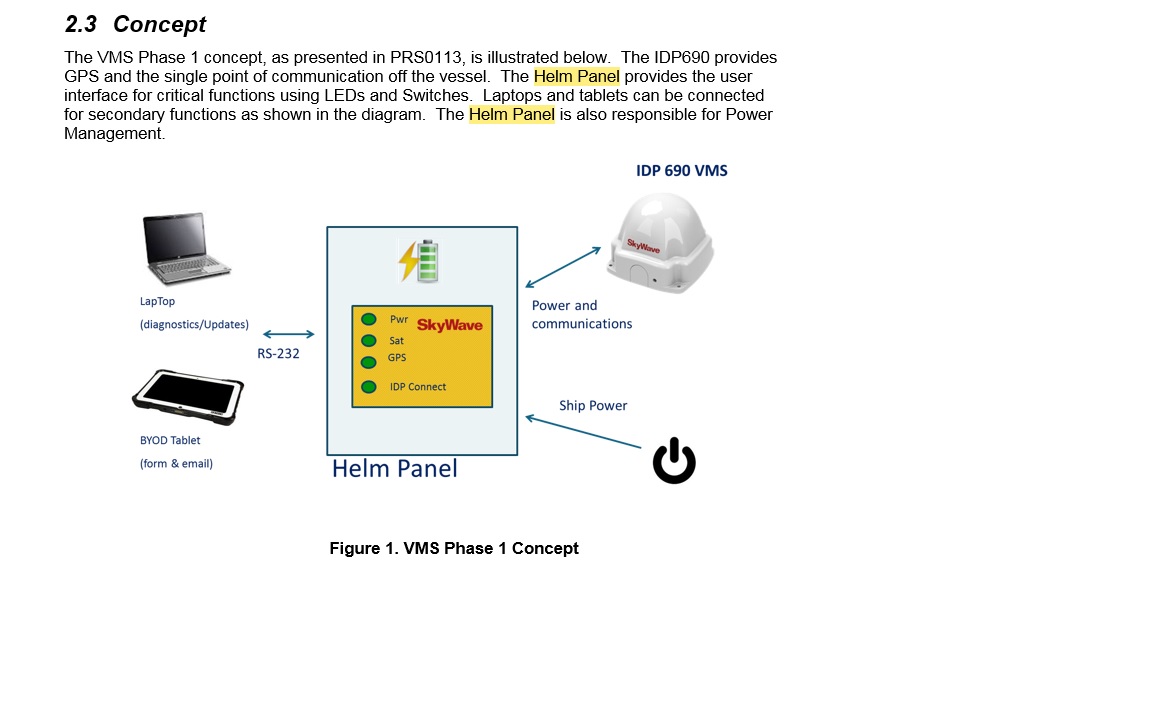 2.3 Concept
The VMS Phase 1 concept, as presented in PRS0113, is illustrated below. The IDP690 provides
GPS and the single point of communication off the vessel. The Helm Panel provides the user
interface for critical functions using LEDs and Switches. Laptops and tablets can be connected
for secondary functions as shown in the diagram. The Helm Panel is also responsible for Power
Management.
IDP 690 VMS
SkyWave
LapTop
(diagnostics/Updates)
RS-232
Pwr
SkyWave
Sat
GPS
IDP Connect
Power and
communications
Ship Power
BYOD Tablet
(form & email)
Helm Panel
Figure 1. VMS Phase 1 Concept